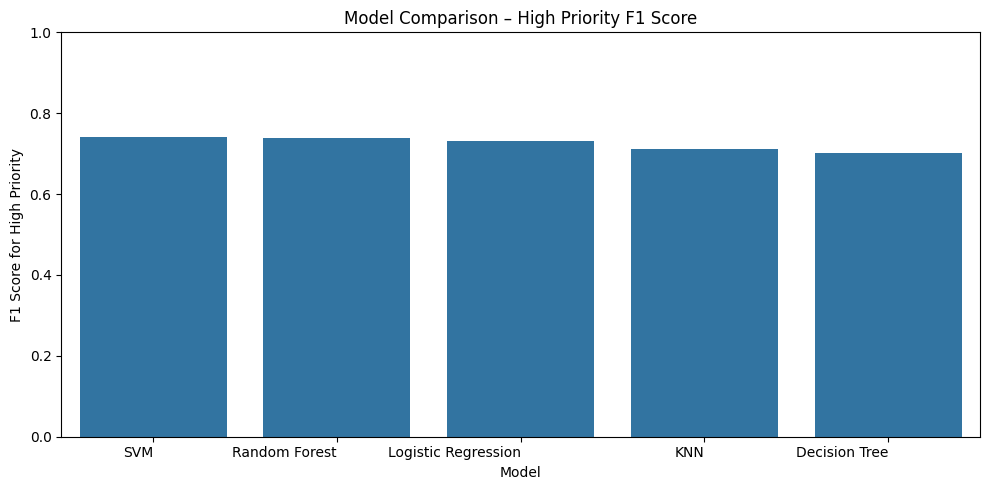 Model Comparison – High Priority F1 Score
F1 Score for High Priority
1.0
0.8
0.6
0.4
0.2
0.0
SVM
Random Forest
Logistic Regression
KNN
Decision Tree
Model